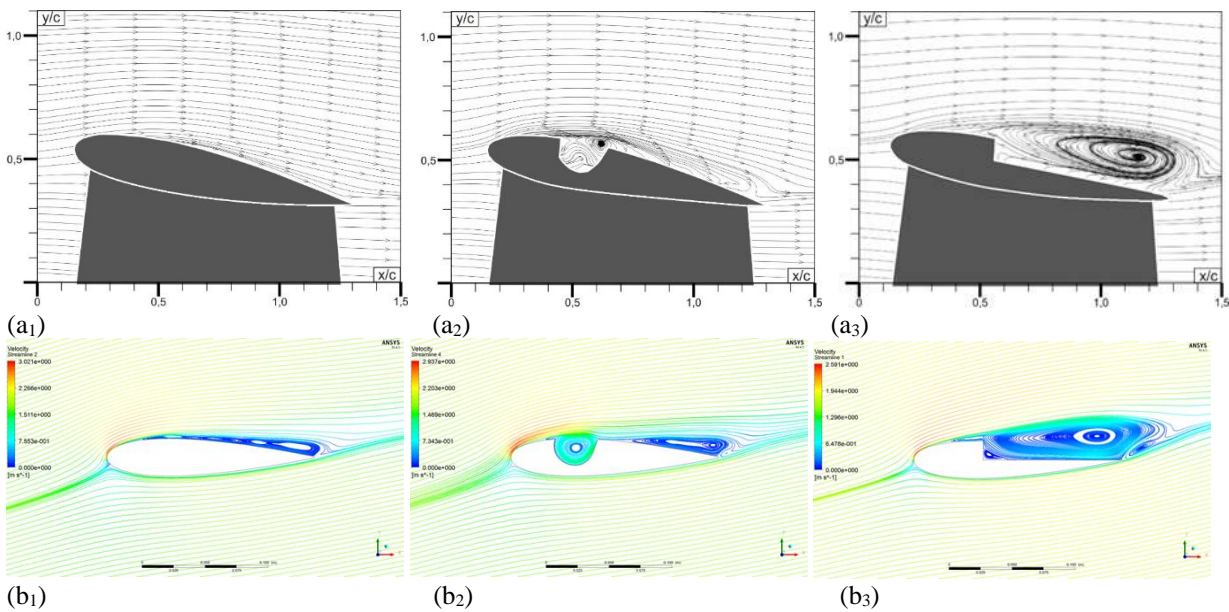 y/c
1,0
0,5
x/c
0
0,5
1,0
1,5
(a1)
y/c
1,0
0,5
x/c
0
0,5
1,0
1,5
(a2)
y/c
1,0
0,5
x/c
0
0,5
1,0
1,5
(a3)
Velocity
Streamline 2
3.021e+000
2.266e+000
1.511e+000
7.553e-001
0.000e+000
[m s^-1]
ANSYS
(b1)
Velocity
Streamline 4
2.937e+000
2.203e+000
1.469e+000
7.343e-001
0.000e+000
[m s^-1]
ANSYS
(b2)
Velocity
Streamline 1
2.591e+000
1.944e+000
1.296e+000
6.478e-001
0.000e+000
[m s^-1]
ANSYS
(b3)